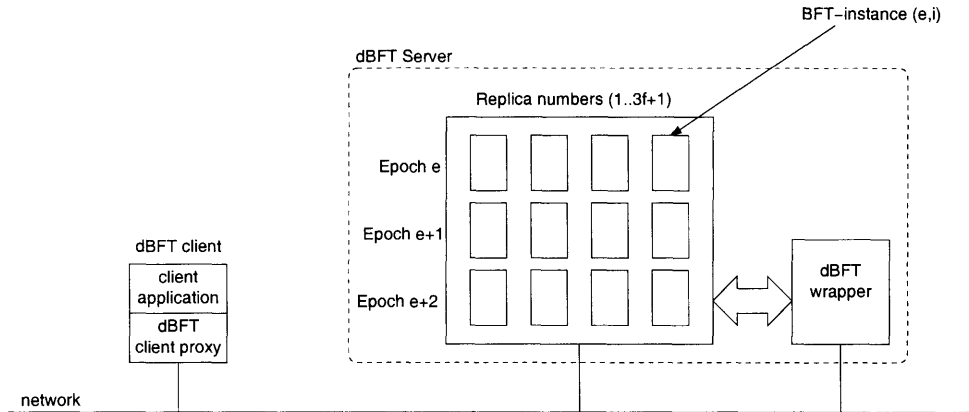 BFT-instance (e,i)
dBFT Server
Replica numbers (1..3f+1)
Epoch e
Epoch e+1
Epoch e+2
dBFT
wrapper
dBFT client
client
application
dBFT
client proxy
network